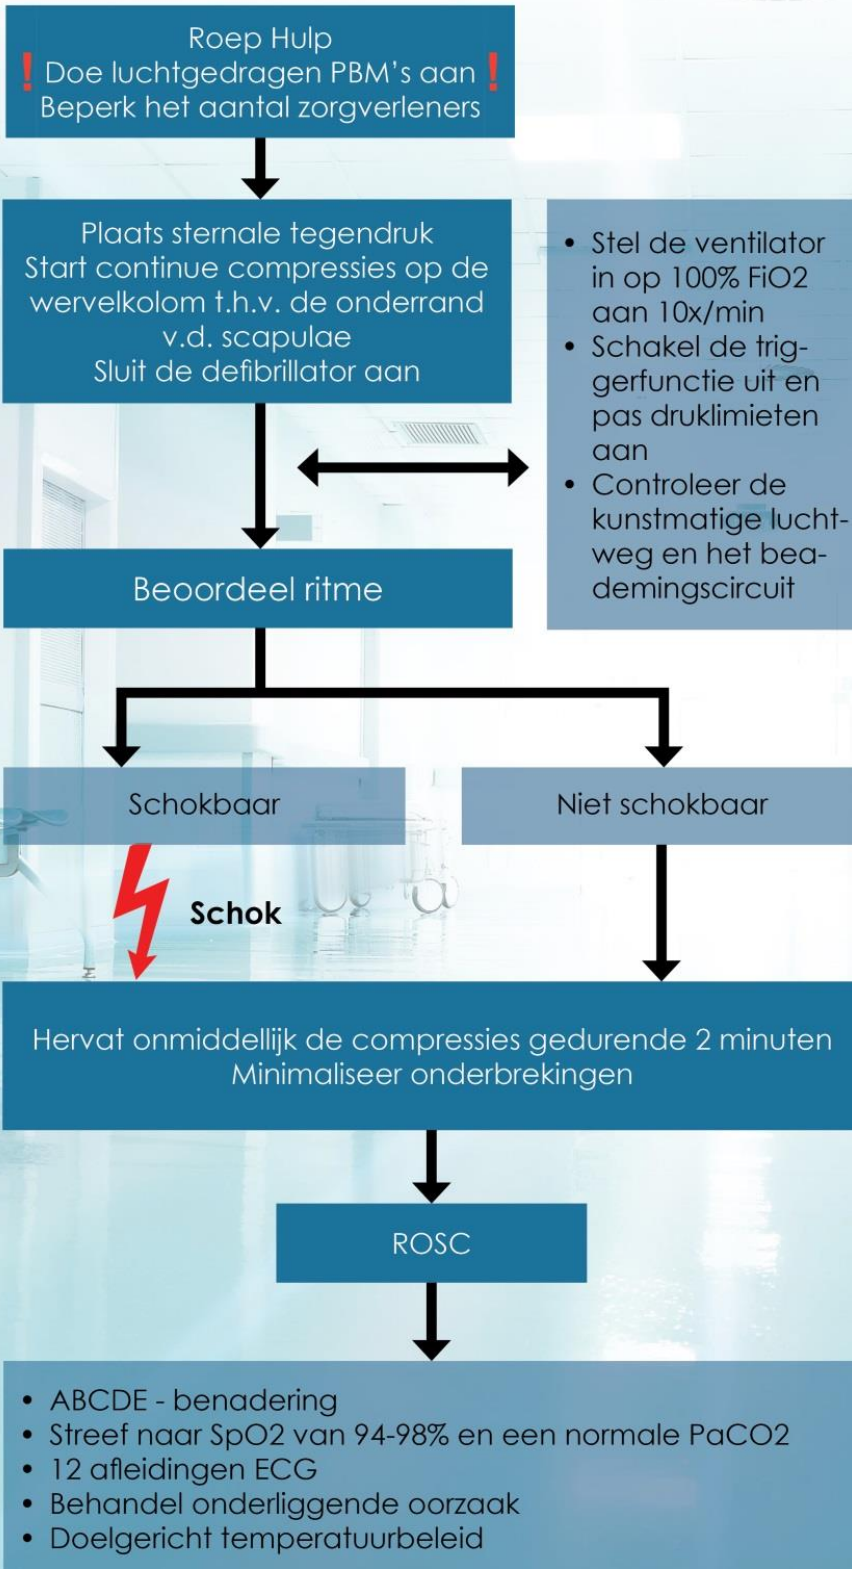 Roep Hulp
! Doe luchtgedragen PBM's aan !
Beperk het aantal zorgverleners
Plaats sternale tegendruk
Start continue compressies op de
wervelkolom t.h.v. de onderrand
v.d. scapulae
Sluit de defibrillator aan
• Stel de ventilator
in op 100% FiO2
aan 10x/min
• Schakel de trig-
gerfunctie uit en
pas druklimieten
aan
• Controleer de
kunstmatige lucht-
weg en het bea-
demingscircuit
Beoordeel ritme
Schokbaar
Niet schokbaar
Schok
Hervat onmiddellijk de compressies gedurende 2 minuten
Minimaliseer onderbrekingen
ROSC
• ABCDE - benadering
• Streef naar SpO2 van 94-98% en een normale PaCO2
• 12 afleidingen ECG
• Behandel onderliggende oorzaak
• Doelgericht temperatuurbeleid